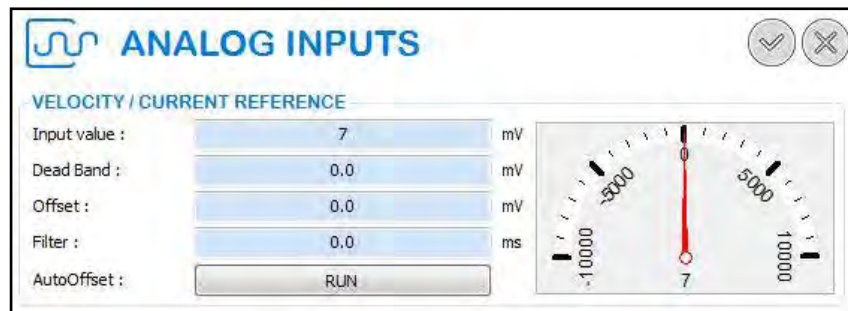 ANALOG INPUTS
VELOCITY / CURRENT REFERENCE
Input value : 7 mV
Dead Band : 0.0 mV
Offset : 0.0 mV
Filter : 0.0 ms
AutoOffset : RUN
-10000
-5000
0
5000
10000
7